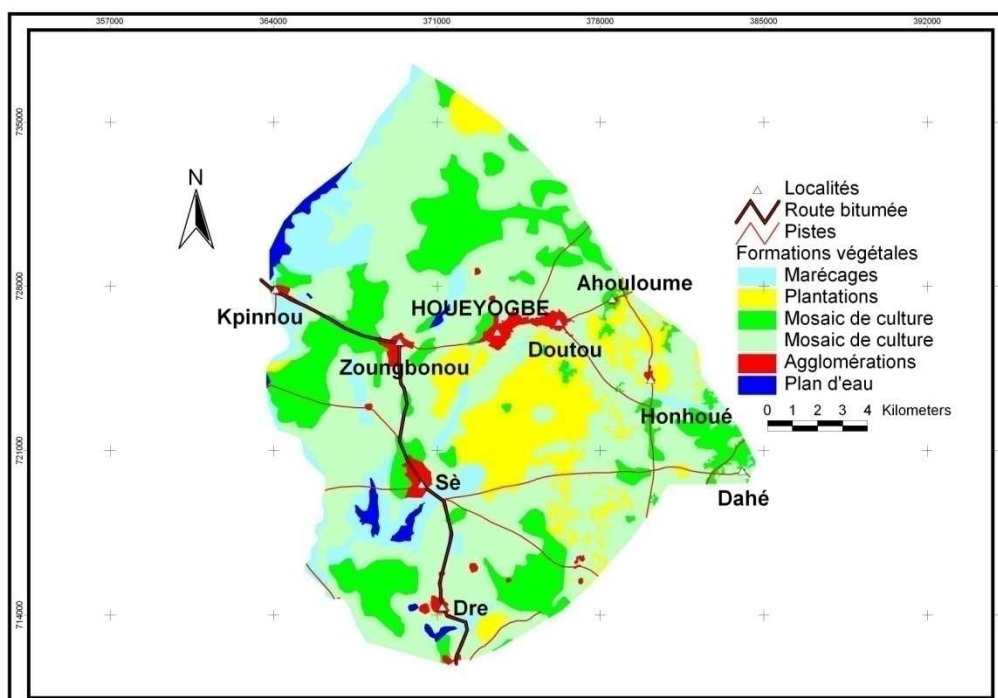 357000 364000 371000 378000 385000 392000
735000
728000
721000
714000
N
Localités
Route bitumée
Pistes
Formations végétales
Marécages
Plantations
Mosaic de culture
Mosaic de culture
Agglomérations
Plan d'eau
0 1 2 3 4 Kilometers
Ahouloume
Kpinnou
HOUEYOGBE
Zoungbonou
Doutou
Honhoué
Sè
Dahé
Dre